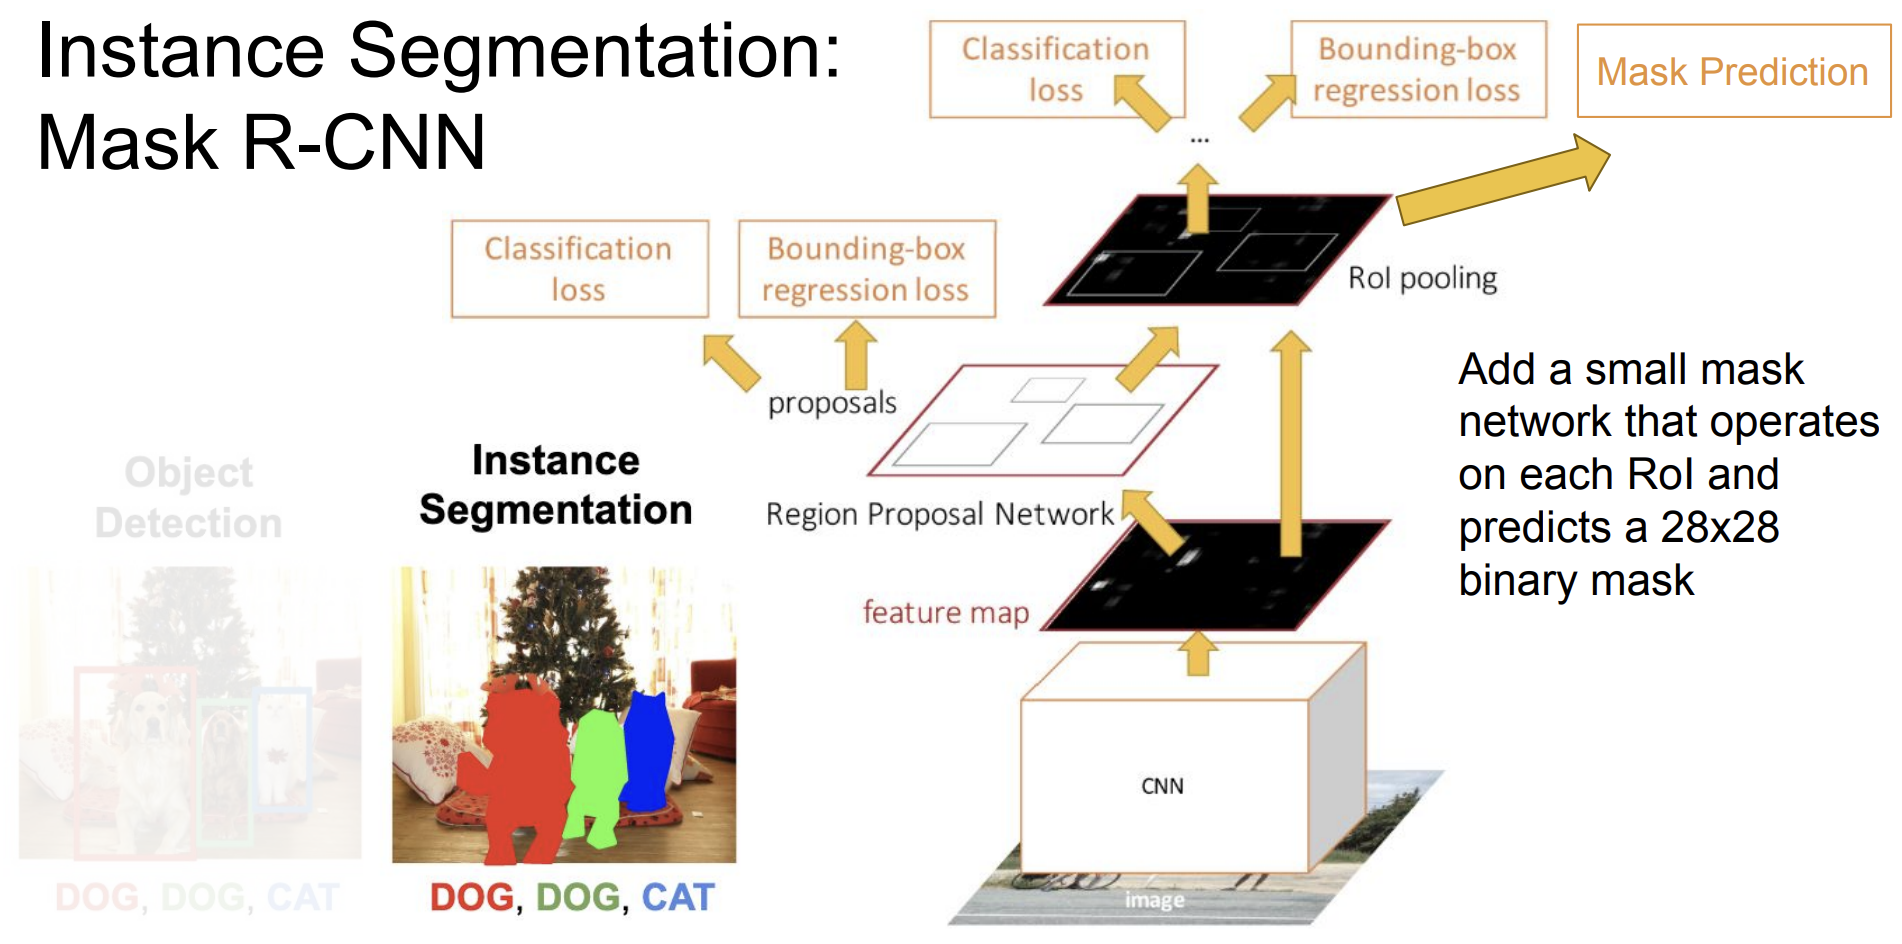 Instance Segmentation:
Mask R-CNN
Classification
loss
Bounding-box
regression loss
Mask Prediction
...
Classification
loss
Bounding-box
regression loss
RoI pooling
proposals
Region Proposal Network
feature map
CNN
image
Add a small mask
network that operates
on each RoI and
predicts a 28x28
binary mask
Object
Detection
DOG, DOG, CAT
Instance
Segmentation
DOG, DOG, CAT